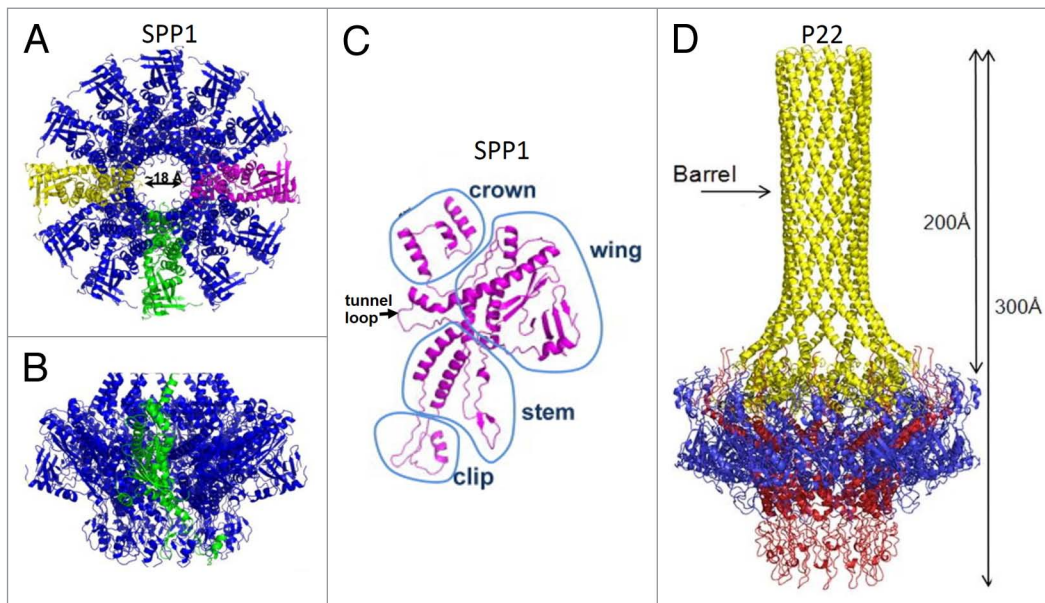 A
SPP1
~18 Å
B
C
SPP1
crown
wing
tunnel
loop
stem
clip
D
P22
Barrel
200Å
300Å